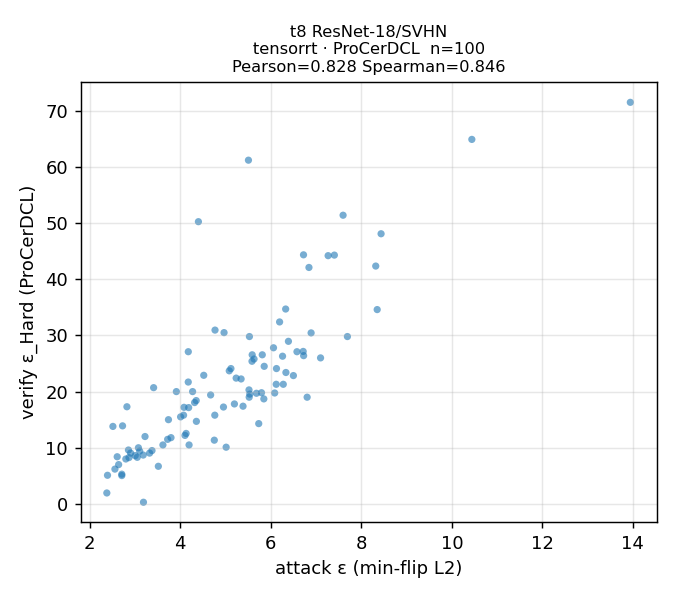 t8 ResNet-18/SVHN
tensorrt · ProCerDCL  n=100
Pearson=0.828 Spearman=0.846
verify ε_Hard (ProCerDCL)
70
60
50
40
30
20
10
0
2 4 6 8 10 12 14
attack ε (min-flip L2)